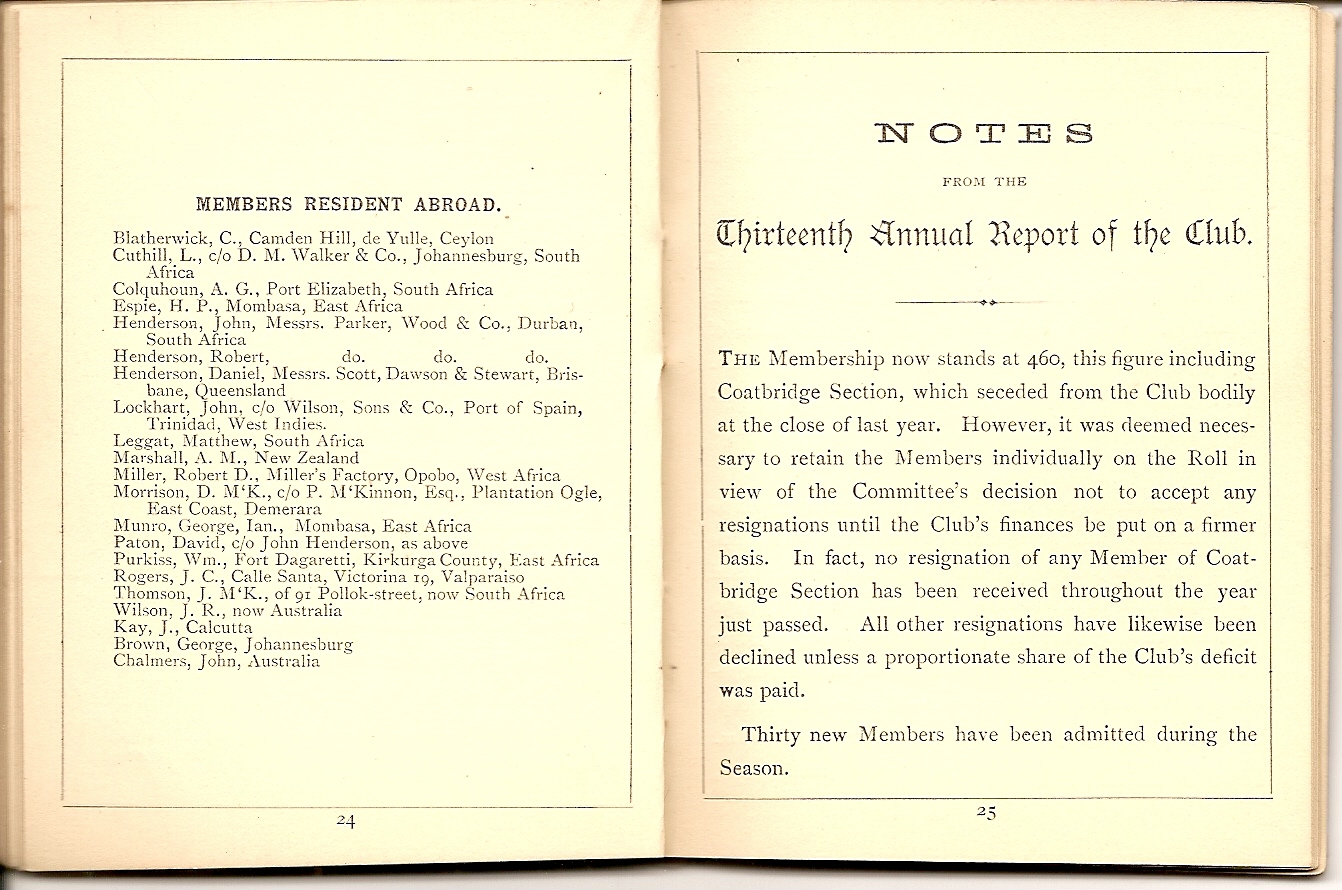 MEMBERS RESIDENT ABROAD.
Blatherwick, C., Camden Hill, de Yulle, Ceylon
Cuthill, L., c/o D. M. Walker & Co., Johannesburg, South
Africa
Colquhoun, A. G., Port Elizabeth, South Africa
Espie, H. P., Mombasa, East Africa
Henderson, John, Messrs. Parker, Wood & Co., Durban,
South Africa
Henderson, Robert, do. do. do.
Henderson, Daniel, Messrs. Scott, Dawson & Stewart, Bris-
bane, Queensland
Lockhart, John, c/o Wilson, Sons & Co., Port of Spain,
Trinidad, West Indies.
Leggat, Matthew, South Africa
Marshall, A. M., New Zealand
Miller, Robert D., Miller's Factory, Opobo, West Africa
Morrison, D. M‘K., c/o P. M‘Kinnon, Esq., Plantation Ogle,
East Coast, Demerara
Munro, George, Ian., Mombasa, East Africa
Paton, David, c/o John Henderson, as above
Purkiss, Wm., Fort Dagaretti, Kirkurga County, East Africa
Rogers, J. C., Calle Santa, Victorina 19, Valparaiso
Thomson, J. M‘K., of 91 Pollok-street, now South Africa
Wilson, J. R., now Australia
Kay, J., Calcutta
Brown, George, Johannesburg
Chalmers, John, Australia
24
NOTES
FROM THE
Thirteenth Annual Report of the Club.
THE Membership now stands at 460, this figure including
Coatbridge Section, which seceded from the Club bodily
at the close of last year. However, it was deemed neces-
sary to retain the Members individually on the Roll in
view of the Committee's decision not to accept any
resignations until the Club's finances be put on a firmer
basis. In fact, no resignation of any Member of Coat-
bridge Section has been received throughout the year
just passed. All other resignations have likewise been
declined unless a proportionate share of the Club's deficit
was paid.
Thirty new Members have been admitted during the
Season.
25